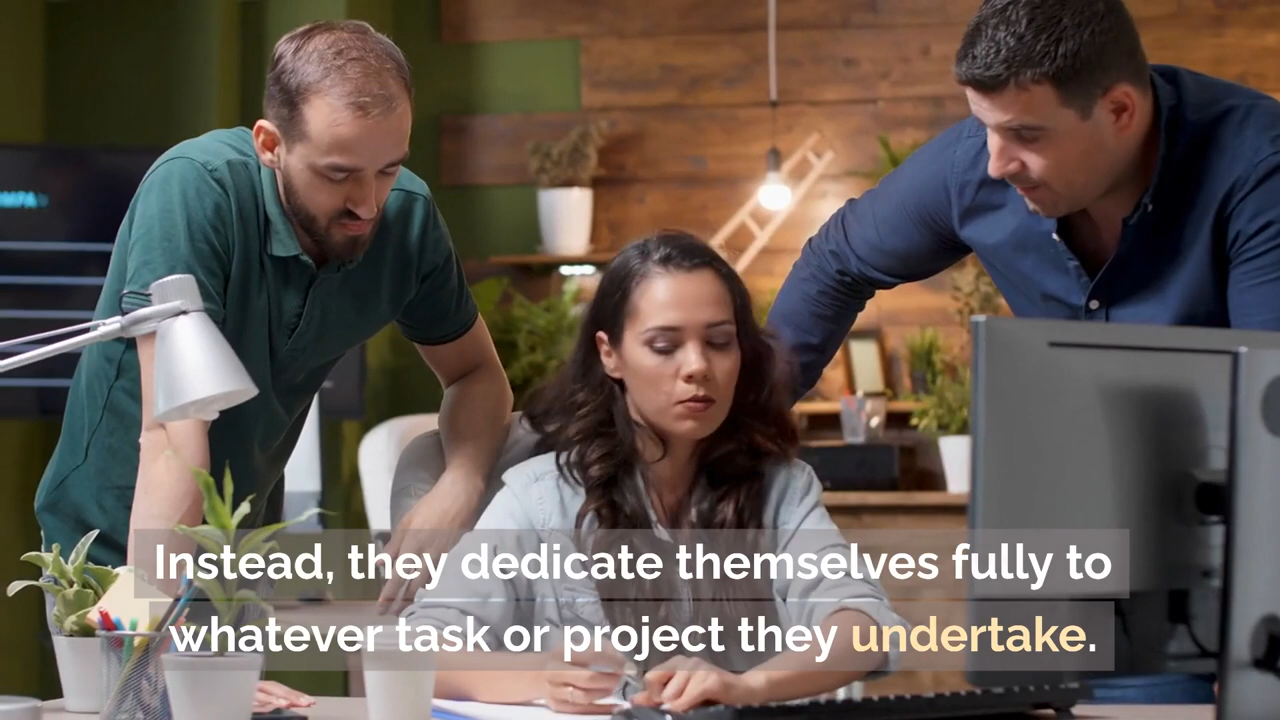 Instead, they dedicate themselves fully to
whatever task or project they undertake.